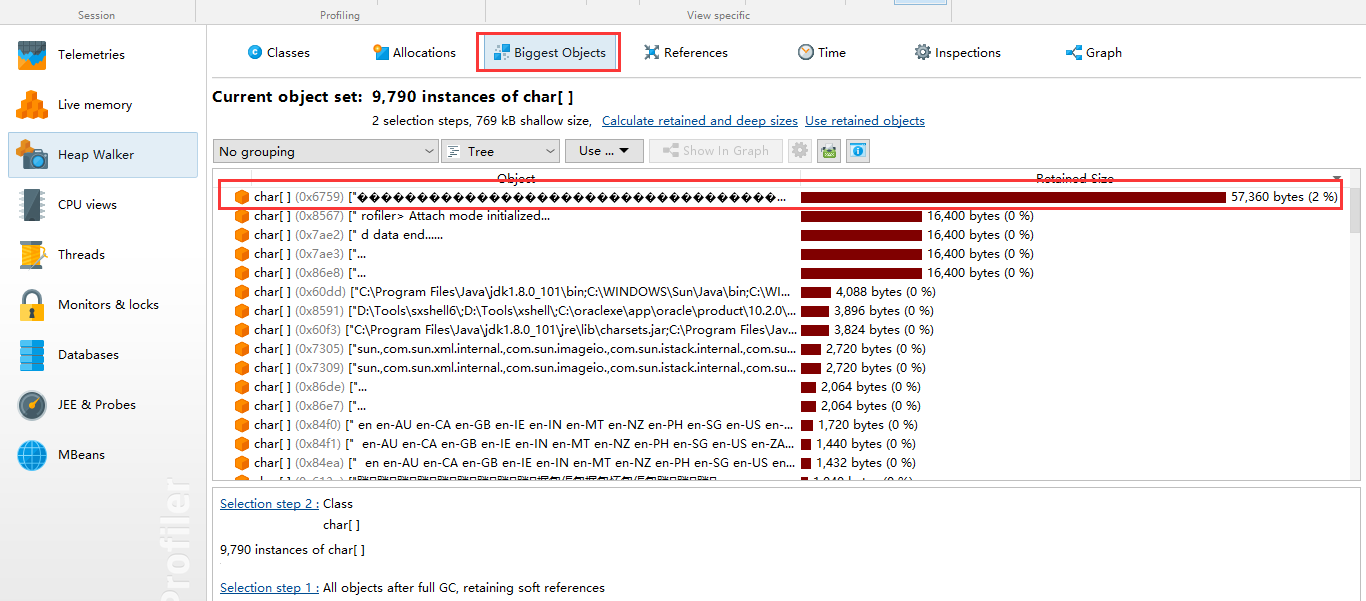 Session
Profiling
View specific
Telemetries
Live memory
Heap Walker
CPU views
Threads
Monitors & locks
Databases
JEE & Probes
MBeans
Profiler
Classes
Allocations
Biggest Objects
References
Time
Inspections
Graph
Current object set: 9,790 instances of char[ ]
2 selection steps, 769 kB shallow size, Calculate retained and deep sizes Use retained objects
No grouping
Tree
Use ...
Show In Graph
Object Retained Size
char[ ] (0x6759) ["���������������������������������������... 57,360 bytes (2 %)
char[ ] (0x8567) [" rofiler> Attach mode initialized... 16,400 bytes (0 %)
char[ ] (0x7ae2) [" d data end...... 16,400 bytes (0 %)
char[ ] (0x7ae3) ["... 16,400 bytes (0 %)
char[ ] (0x86e8) ["... 16,400 bytes (0 %)
char[ ] (0x60dd) ["C:\Program Files\Java\jdk1.8.0_101\bin;C:\WINDOWS\Sun\Java\bin;C:\WI... 4,088 bytes (0 %)
char[ ] (0x8591) ["D:\Tools\sxshell6\;D:\Tools\xshell\;C:\oraclexe\app\oracle\product\10.2.0\... 3,896 bytes (0 %)
char[ ] (0x60f3) ["C:\Program Files\Java\jdk1.8.0_101\jre\lib\charsets.jar;C:\Program Files\Jav... 3,824 bytes (0 %)
char[ ] (0x7305) ["sun.,com.sun.xml.internal.,com.sun.imageio.,com.sun.istack.internal.,com.su... 2,720 bytes (0 %)
char[ ] (0x7309) ["sun.,com.sun.xml.internal.,com.sun.imageio.,com.sun.istack.internal.,com.su... 2,720 bytes (0 %)
char[ ] (0x86de) ["... 2,064 bytes (0 %)
char[ ] (0x86e7) ["... 2,064 bytes (0 %)
char[ ] (0x84f0) [" en en-AU en-CA en-GB en-IE en-IN en-MT en-NZ en-PH en-SG en-US en-... 1,720 bytes (0 %)
char[ ] (0x84f1) [" en-AU en-CA en-GB en-IE en-IN en-MT en-NZ en-PH en-SG en-US en-ZA... 1,440 bytes (0 %)
char[ ] (0x84ea) [" en en-AU en-CA en-GB en-IE en-IN en-MT en-NZ en-PH en-SG en-US en... 1,432 bytes (0 %)
Selection step 2 : Class
char[ ]
9,790 instances of char[ ]
Selection step 1 : All objects after full GC, retaining soft references